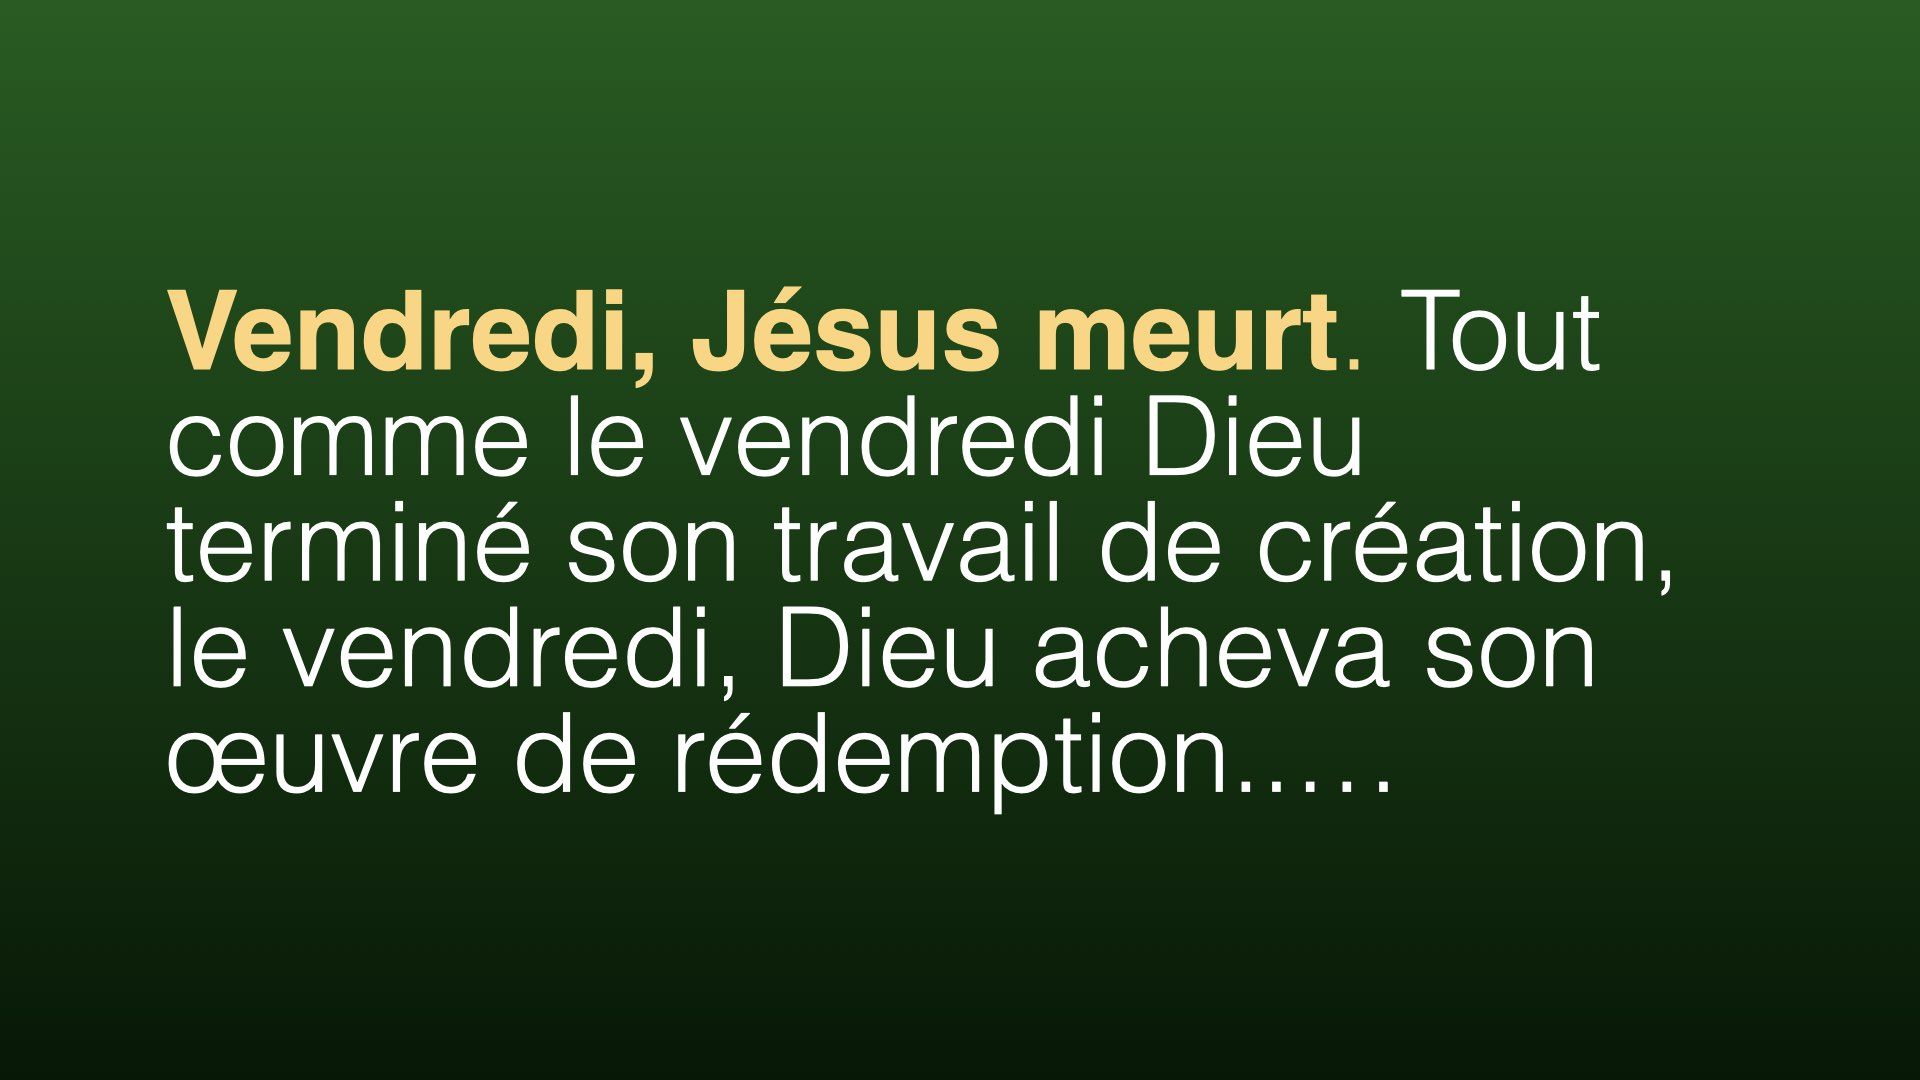 Vendredi, Jésus meurt. Tout
comme le vendredi Dieu
terminé son travail de création,
le vendredi, Dieu acheva son
œuvre de rédemption.….